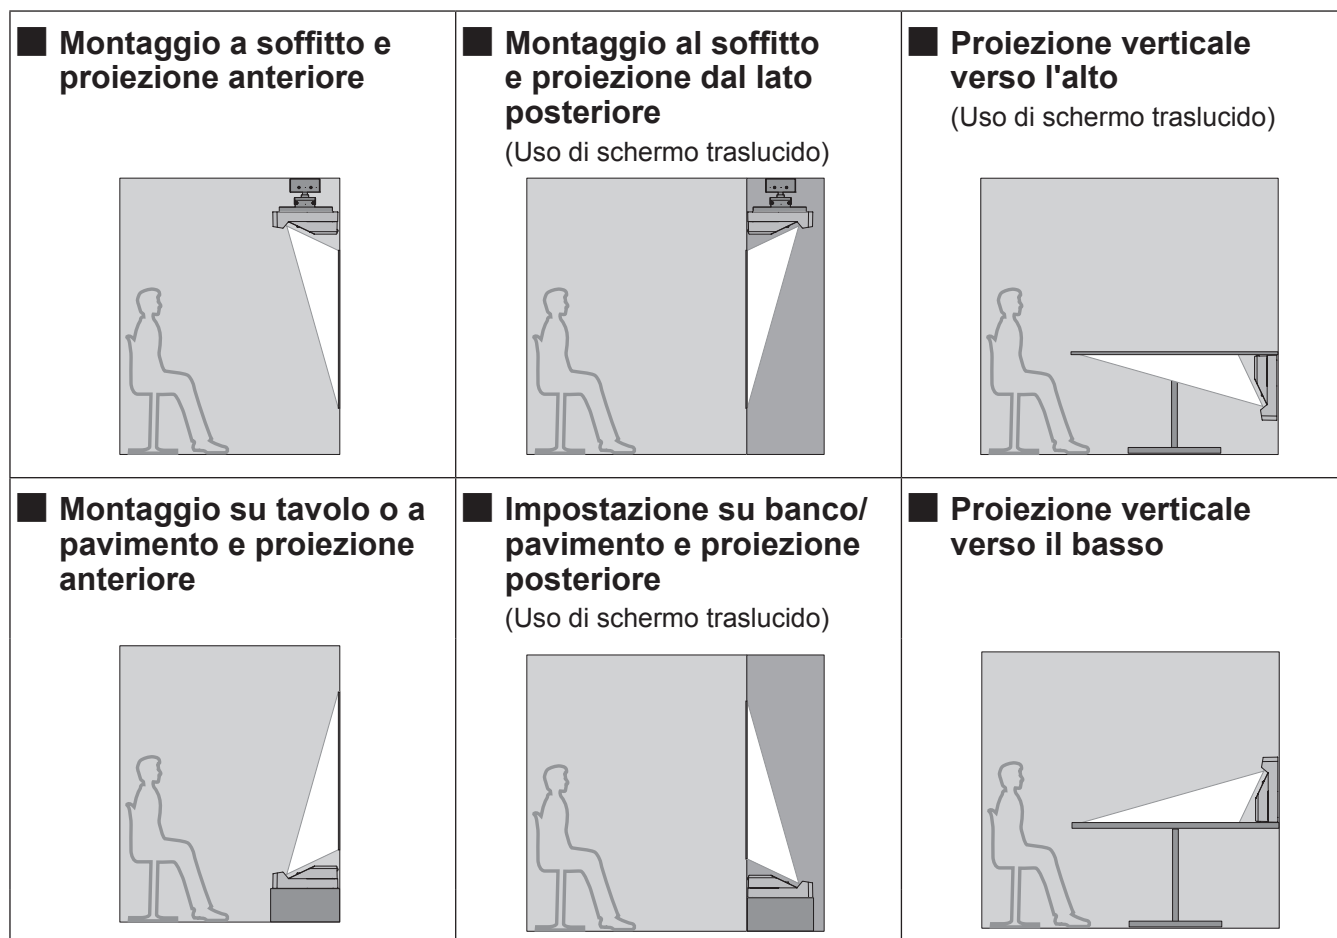 ■ Montaggio a soffitto e
proiezione anteriore
■ Montaggio al soffitto
e proiezione dal lato
posteriore
(Uso di schermo traslucido)
■ Proiezione verticale
verso l'alto
(Uso di schermo traslucido)
■ Montaggio su tavolo o a
pavimento e proiezione
anteriore
■ Impostazione su banco/
pavimento e proiezione
posteriore
(Uso di schermo traslucido)
■ Proiezione verticale
verso il basso